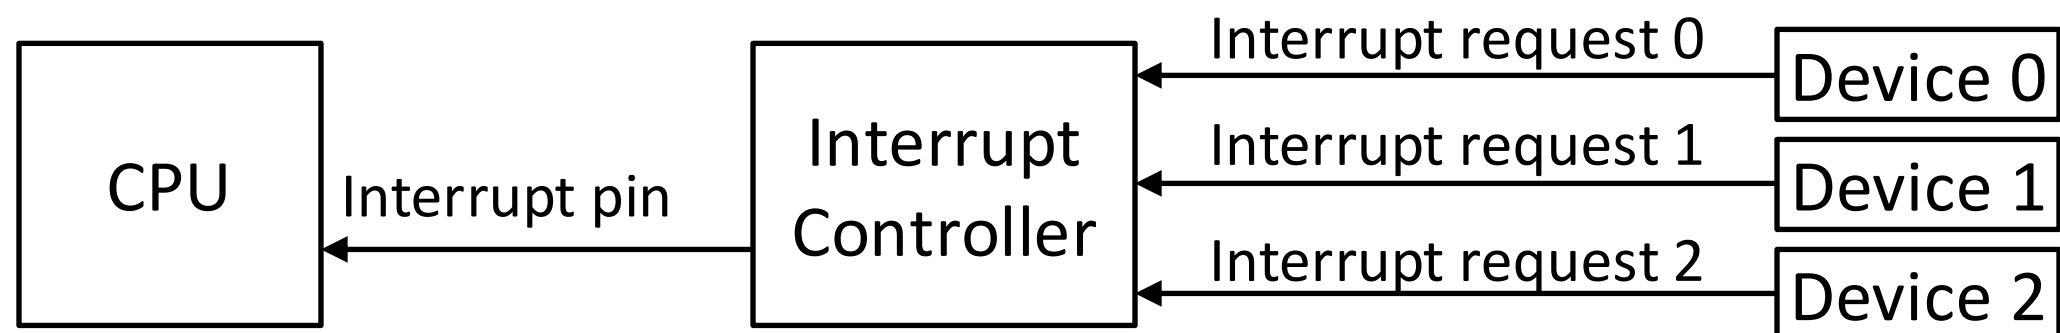 CPU
Interrupt pin
Interrupt
Controller
Interrupt request 0
Device 0
Interrupt request 1
Device 1
Interrupt request 2
Device 2